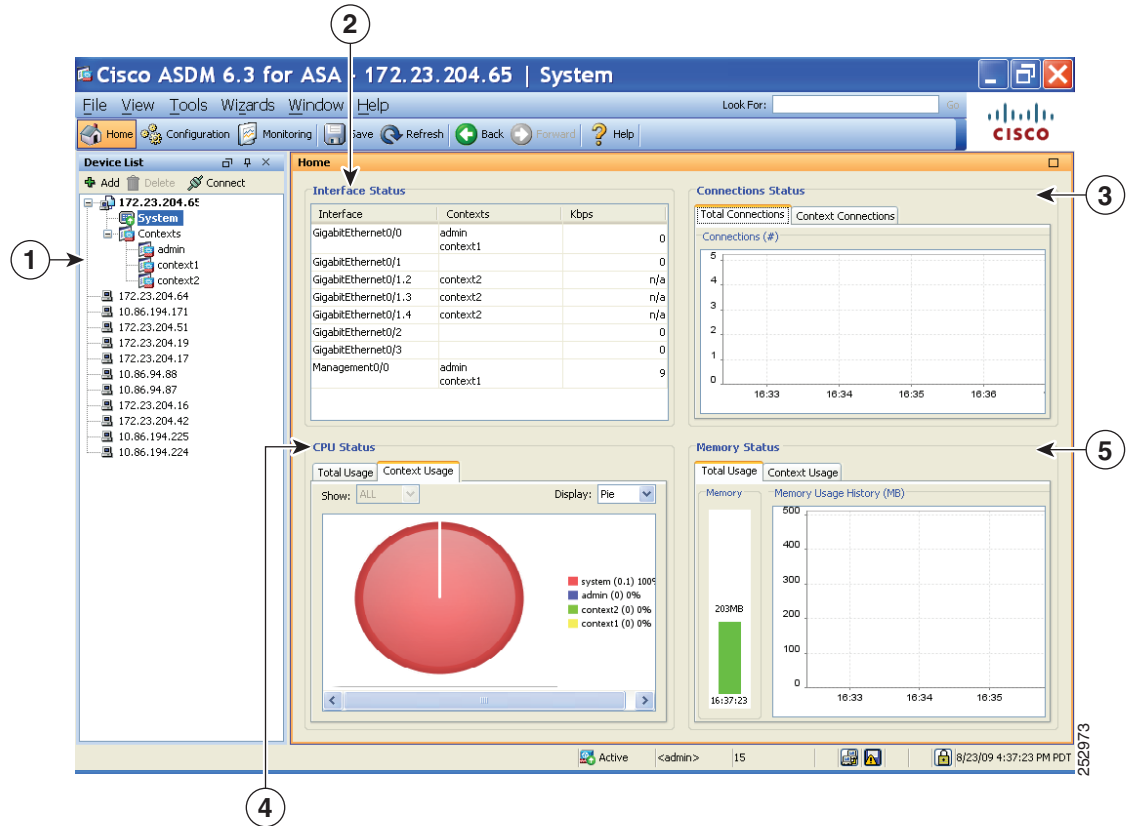 2
Cisco ASDM 6.3 for ASA - 172.23.204.65 | System
File View Tools Wizards Window Help
Look For:
Go
Home Configuration Monitoring Save Refresh Back Forward Help
CISCO
Device List
Add Delete Connect
172.23.204.65
System
Contexts
admin
context1
context2
172.23.204.64
10.86.194.171
172.23.204.51
172.23.204.19
172.23.204.17
10.86.94.88
10.86.94.87
172.23.204.16
172.23.204.42
10.86.194.225
10.86.194.224
1
Home
Interface Status
Interface Contexts Kbps
GigabitEthernet0/0 admin 0
context1
GigabitEthernet0/1 0
GigabitEthernet0/1.2 context2 n/a
GigabitEthernet0/1.3 context2 n/a
GigabitEthernet0/1.4 context2 n/a
GigabitEthernet0/2 0
GigabitEthernet0/3 0
Management0/0 admin 9
context1
Connections Status
3
Total Connections Context Connections
Connections (#)
5
4
3
2
1
0
16:33 16:34 16:35 16:36
CPU Status
Total Usage Context Usage
Show: ALL Display: Pie
system (0.1) 100%
admin (0) 0%
context2 (0) 0%
context1 (0) 0%
Memory Status
5
Total Usage Context Usage
Memory
203MB
16:37:23
Memory Usage History (MB)
500
400
300
200
100
0
16:33 16:34 16:35
Active <admin> 15 8/23/09 4:37:23 PM PDT
252973
4